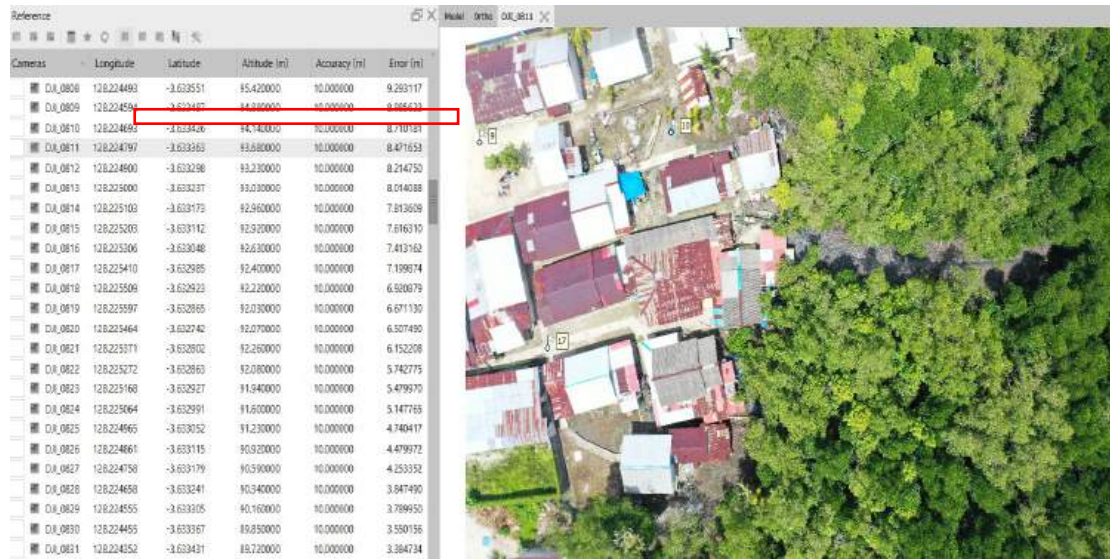 Reference
Model Ortho DJI_0811
Cameras Longitude Latitude Altitude (m) Accuracy (m) Error (m)
DJI_0808 128.224493 -3.633551 95.420000 10.000000 9.293117
DJI_0809 128.224594
DJI_0810 128.224693 -3.633426 94.140000 10.000000 8.710181
DJI_0811 128.224797 -3.633363 93.680000 10.000000 8.471653
DJI_0812 128.224900 -3.633298 93.230000 10.000000 8.214750
DJI_0813 128.225000 -3.633237 93.030000 10.000000 8.014088
DJI_0814 128.225103 -3.633173 92.960000 10.000000 7.813609
DJI_0815 128.225203 -3.633112 92.920000 10.000000 7.616310
DJI_0816 128.225306 -3.633048 92.630000 10.000000 7.413162
DJI_0817 128.225410 -3.632985 92.400000 10.000000 7.199874
DJI_0818 128.225509 -3.632923 92.220000 10.000000 6.920879
DJI_0819 128.225597 -3.632865 92.030000 10.000000 6.671130
DJI_0820 128.225464 -3.632742 92.070000 10.000000 6.507490
DJI_0821 128.225371 -3.632802 92.260000 10.000000 6.152208
DJI_0822 128.225272 -3.632863 92.080000 10.000000 5.742775
DJI_0823 128.225168 -3.632927 91.940000 10.000000 5.479970
DJI_0824 128.225064 -3.632991 91.600000 10.000000 5.147765
DJI_0825 128.224965 -3.633052 91.230000 10.000000 4.740417
DJI_0826 128.224861 -3.633115 90.920000 10.000000 4.479972
DJI_0827 128.224758 -3.633179 90.590000 10.000000 4.253352
DJI_0828 128.224658 -3.633241 90.340000 10.000000 3.847490
DJI_0829 128.224555 -3.633305 90.160000 10.000000 3.789950
DJI_0830 128.224455 -3.633367 89.850000 10.000000 3.550156
DJI_0831 128.224352 -3.633431 89.720000 10.000000 3.384734
9
10
17